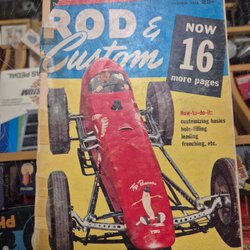 ROD &
Custom
NOW
16
more pages
How-to-do-it:
customizing basics
hole-filling
leading
frenching, etc.